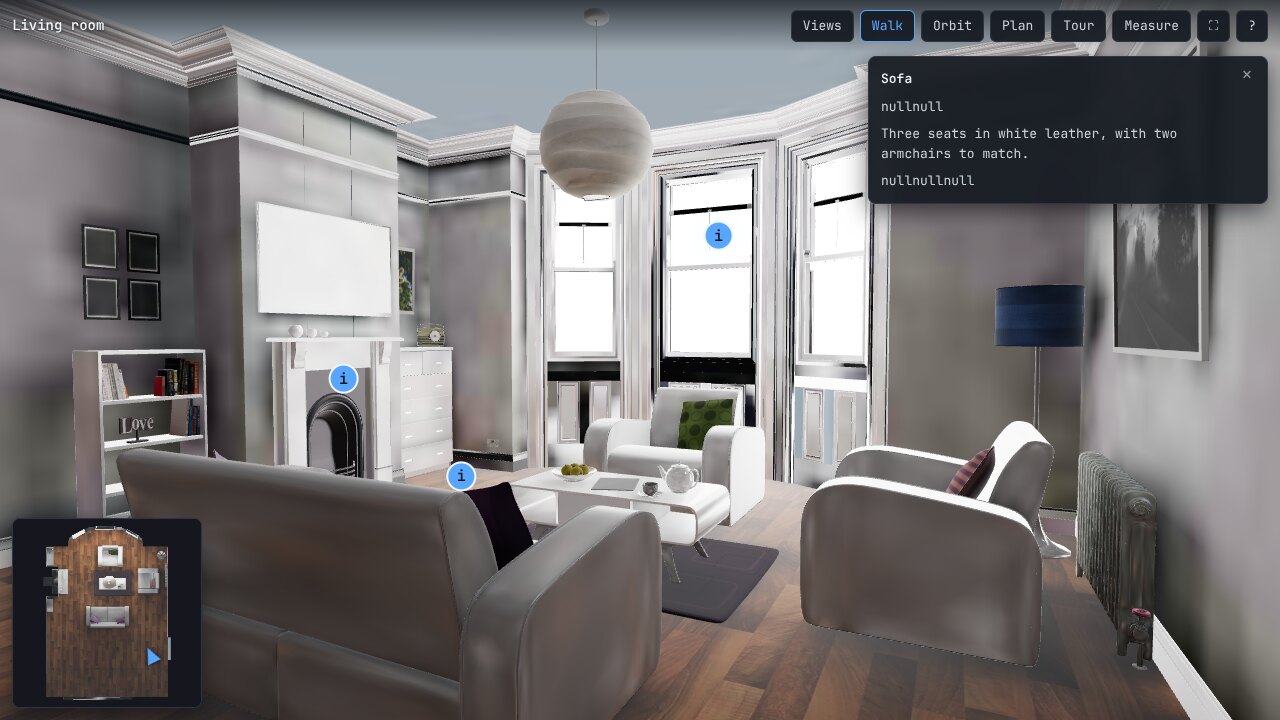 Living room
Views
Walk
Orbit
Plan
Tour
Measure
?
Sofa
×
nullnull
Three seats in white leather, with two
armchairs to match.
nullnullnull
i
i
i
Love